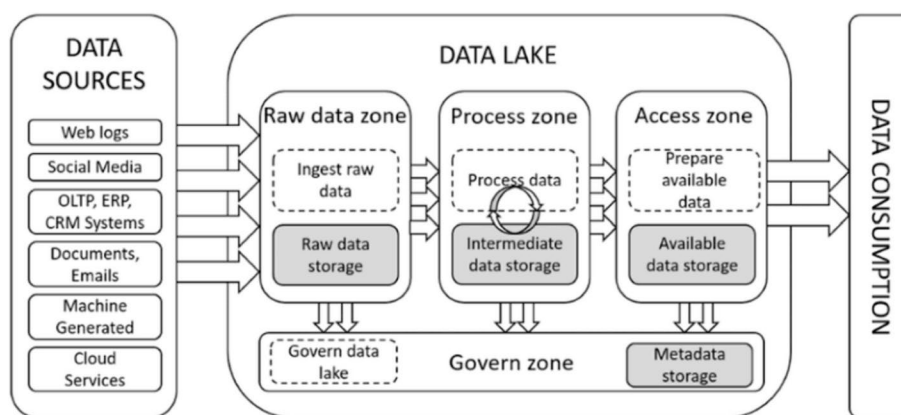 DATA
SOURCES
Web logs
Social Media
OLTP, ERP,
CRM Systems
Documents,
Emails
Machine
Generated
Cloud
Services
DATA LAKE
Raw data zone
Ingest raw
data
Raw data
storage
Process zone
Process data
Intermediate
data storage
Access zone
Prepare
available
data
Available
data storage
Govern data
lake
Govern zone
Metadata
storage
DATA CONSUMPTION